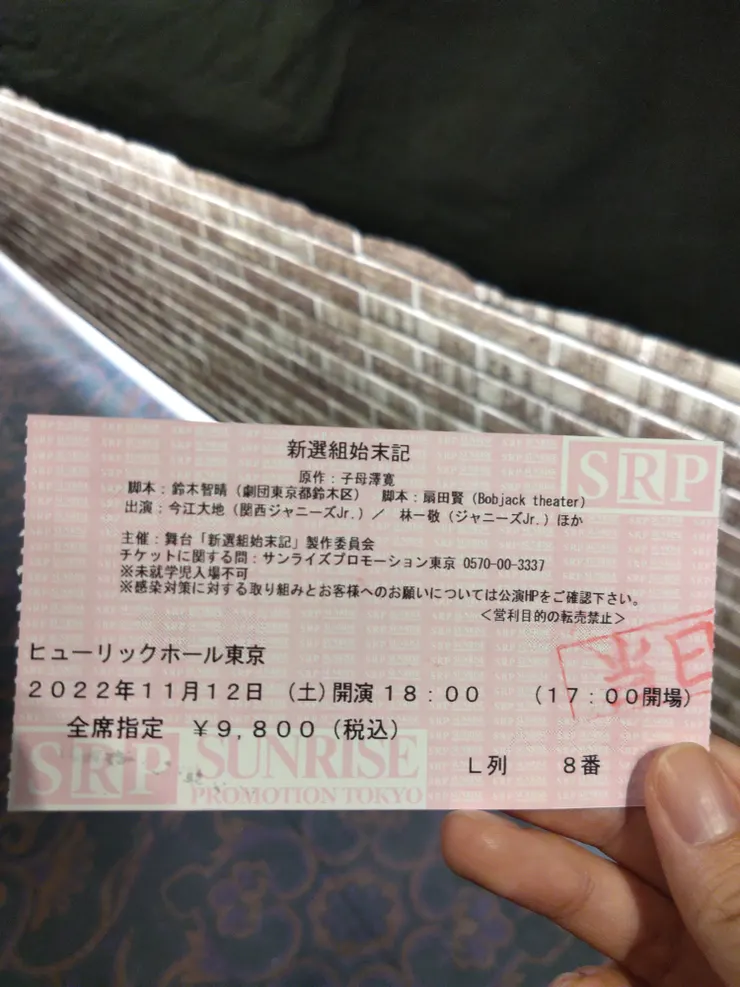 新選組始末記
SRP
原作：子母澤寛
脚本：鈴木智晴（劇団東京都鈴木区）　脚本：扇田賢（Bobjack theater）
出演：今江大地（関西ジャニーズJr.）／　林一敬（ジャニーズJr.）ほか
主催：舞台「新選組始末記」製作委員会
チケットに関する問：サンライズプロモーション東京 0570-00-3337
※未就学児入場不可
※感染対策に対する取り組みとお客様へのお願いについては公演HPをご確認下さい。
＜営利目的の転売禁止＞
当日
ヒューリックホール東京
２０２２年１１月１２日　（土）開演１８：００　　（１７：００開場）
全席指定　￥９，８００（税込）
Ｌ列　８番
SRP SUNRISE
PROMOTION TOKYO